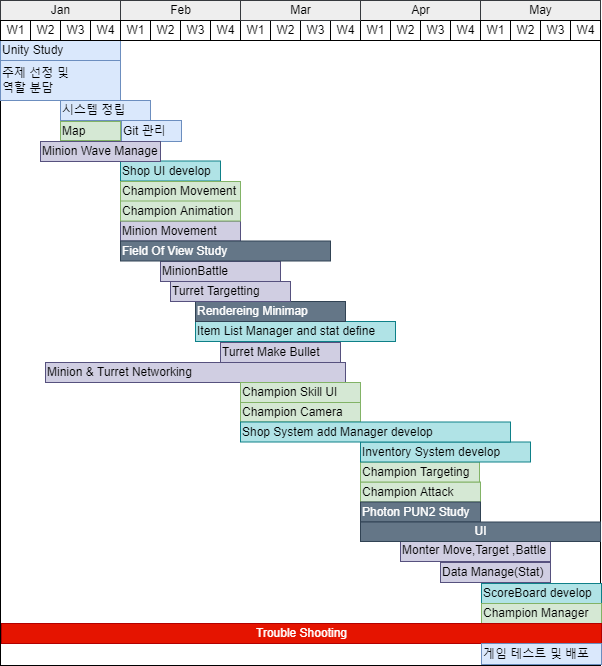 Jan Feb Mar Apr May
W1 W2 W3 W4 W1 W2 W3 W4 W1 W2 W3 W4 W1 W2 W3 W4 W1 W2 W3 W4
Unity Study
주제 선정 및
역할 분담
시스템 정립
Map Git 관리
Minion Wave Manage
Shop UI develop
Champion Movement
Champion Animation
Minion Movement
Field Of View Study
MinionBattle
Turret Targetting
Rendereing Minimap
Item List Manager and stat define
Turret Make Bullet
Minion & Turret Networking
Champion Skill UI
Champion Camera
Shop System add Manager develop
Inventory System develop
Champion Targeting
Champion Attack
Photon PUN2 Study
UI
Monter Move,Target ,Battle
Data Manage(Stat)
ScoreBoard develop
Champion Manager
Trouble Shooting
게임 테스트 및 배포